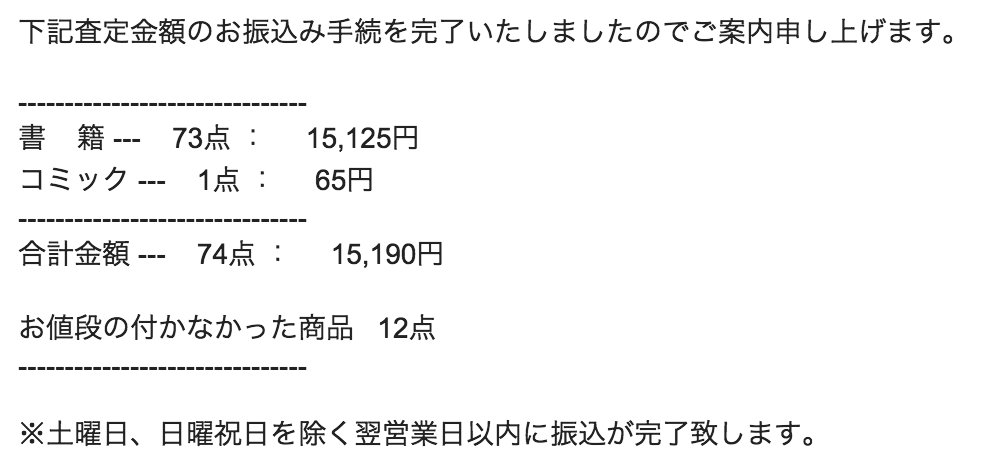 下記査定金額のお振込み手続を完了いたしましたのでご案内申し上げます。
-------------------------------
書　籍 ---　73点 ：　15,125円
コミック ---　1点 ：　65円
-------------------------------
合計金額 ---　74点 ：　15,190円
お値段の付かなかった商品　12点
-------------------------------
※土曜日、日曜祝日を除く翌営業日以内に振込が完了致します。